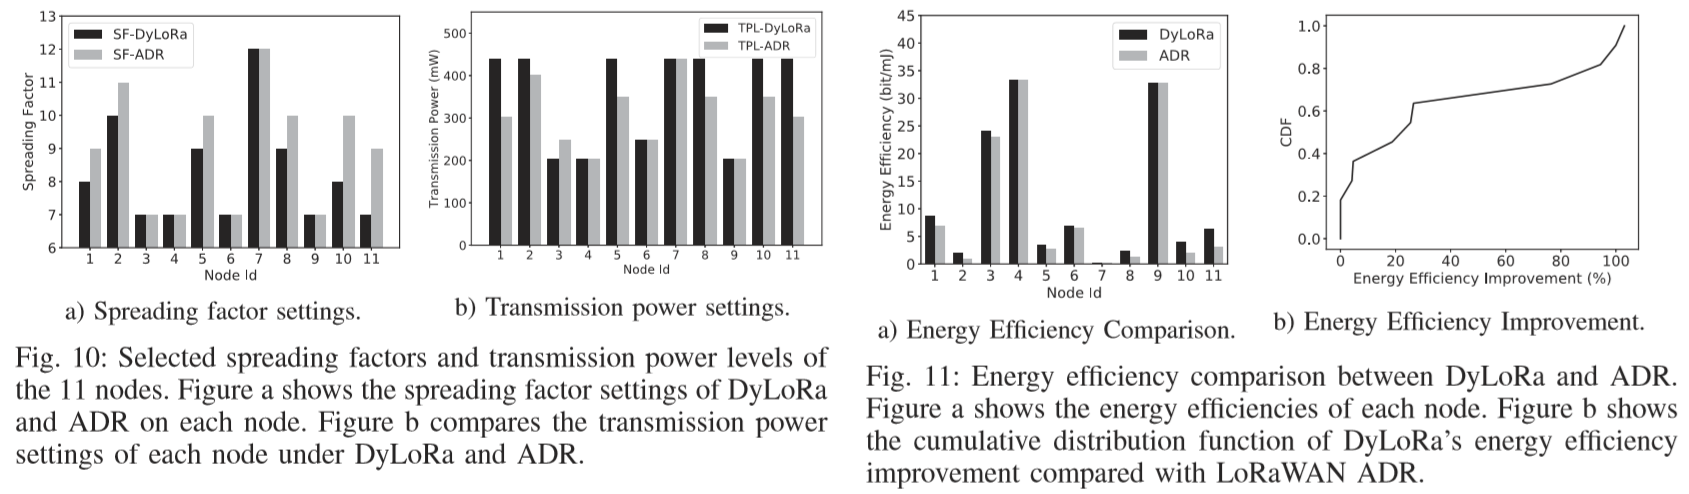 13
12
11
10
9
8
7
6
Spreading Factor
SF-DyLoRa
SF-ADR
1 2 3 4 5 6 7 8 9 10 11
Node Id
a) Spreading factor settings.
500
400
300
200
100
0
Transmission Power (mW)
TPL-DyLoRa
TPL-ADR
1 2 3 4 5 6 7 8 9 10 11
Node Id
b) Transmission power settings.
Fig. 10: Selected spreading factors and transmission power levels of
the 11 nodes. Figure a shows the spreading factor settings of DyLoRa
and ADR on each node. Figure b compares the transmission power
settings of each node under DyLoRa and ADR.
45
40
35
30
25
20
15
10
5
0
Energy Efficiency (bit/mJ)
DyLoRa
ADR
1 2 3 4 5 6 7 8 9 10 11
Node Id
a) Energy Efficiency Comparison.
1.0
0.8
0.6
0.4
0.2
0.0
CDF
0 20 40 60 80 100
Energy Efficiency Improvement (%)
b) Energy Efficiency Improvement.
Fig. 11: Energy efficiency comparison between DyLoRa and ADR.
Figure a shows the energy efficiencies of each node. Figure b shows
the cumulative distribution function of DyLoRa's energy efficiency
improvement compared with LoRaWAN ADR.